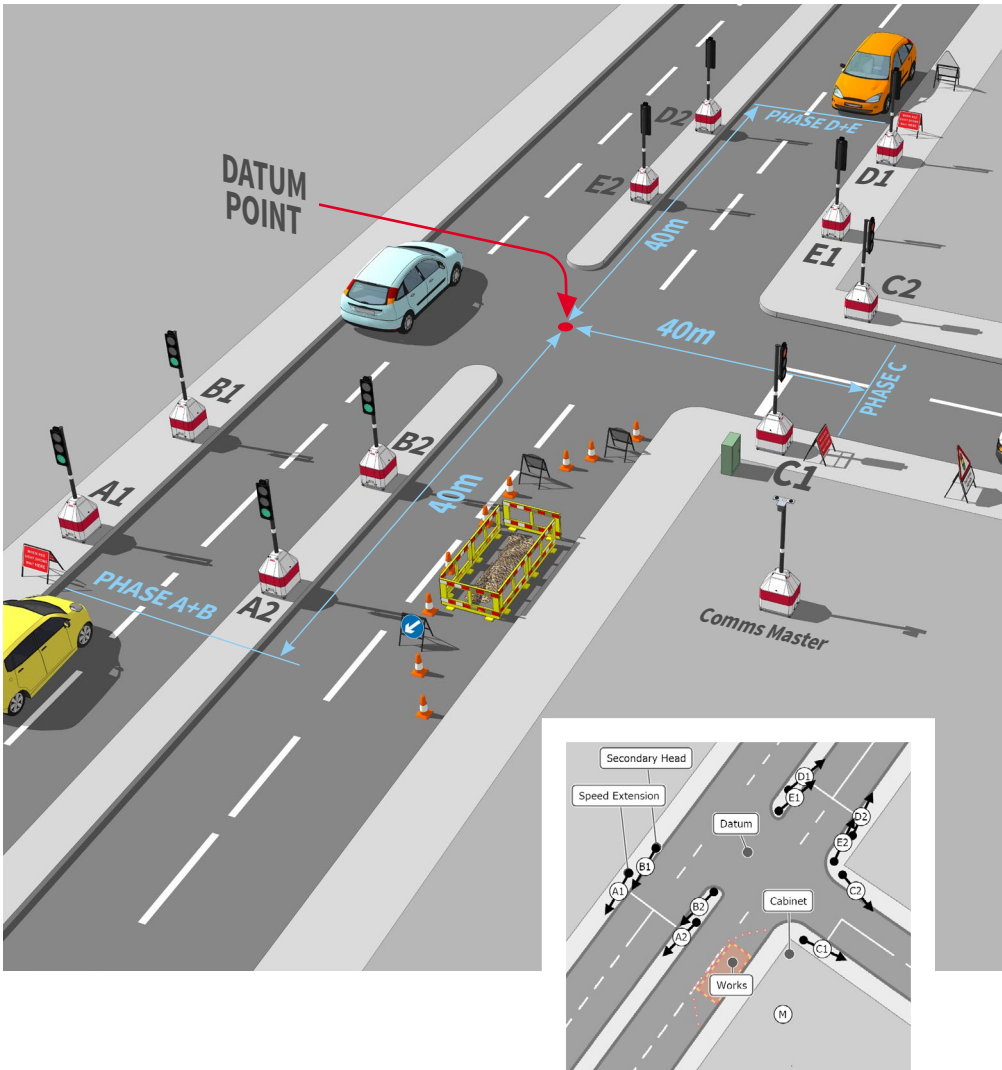 D2
PHASE D+E
DATUM
POINT
E2
D1
40m
E1
C2
40m
B1
PHASE C
B2
A1
40m
C1
PHASE A+B
A2
Comms Master
Secondary Head
D1
Speed Extension
E1
D2
Datum
E2
B1
A1
C2
B2
Cabinet
A2
C1
Works
M